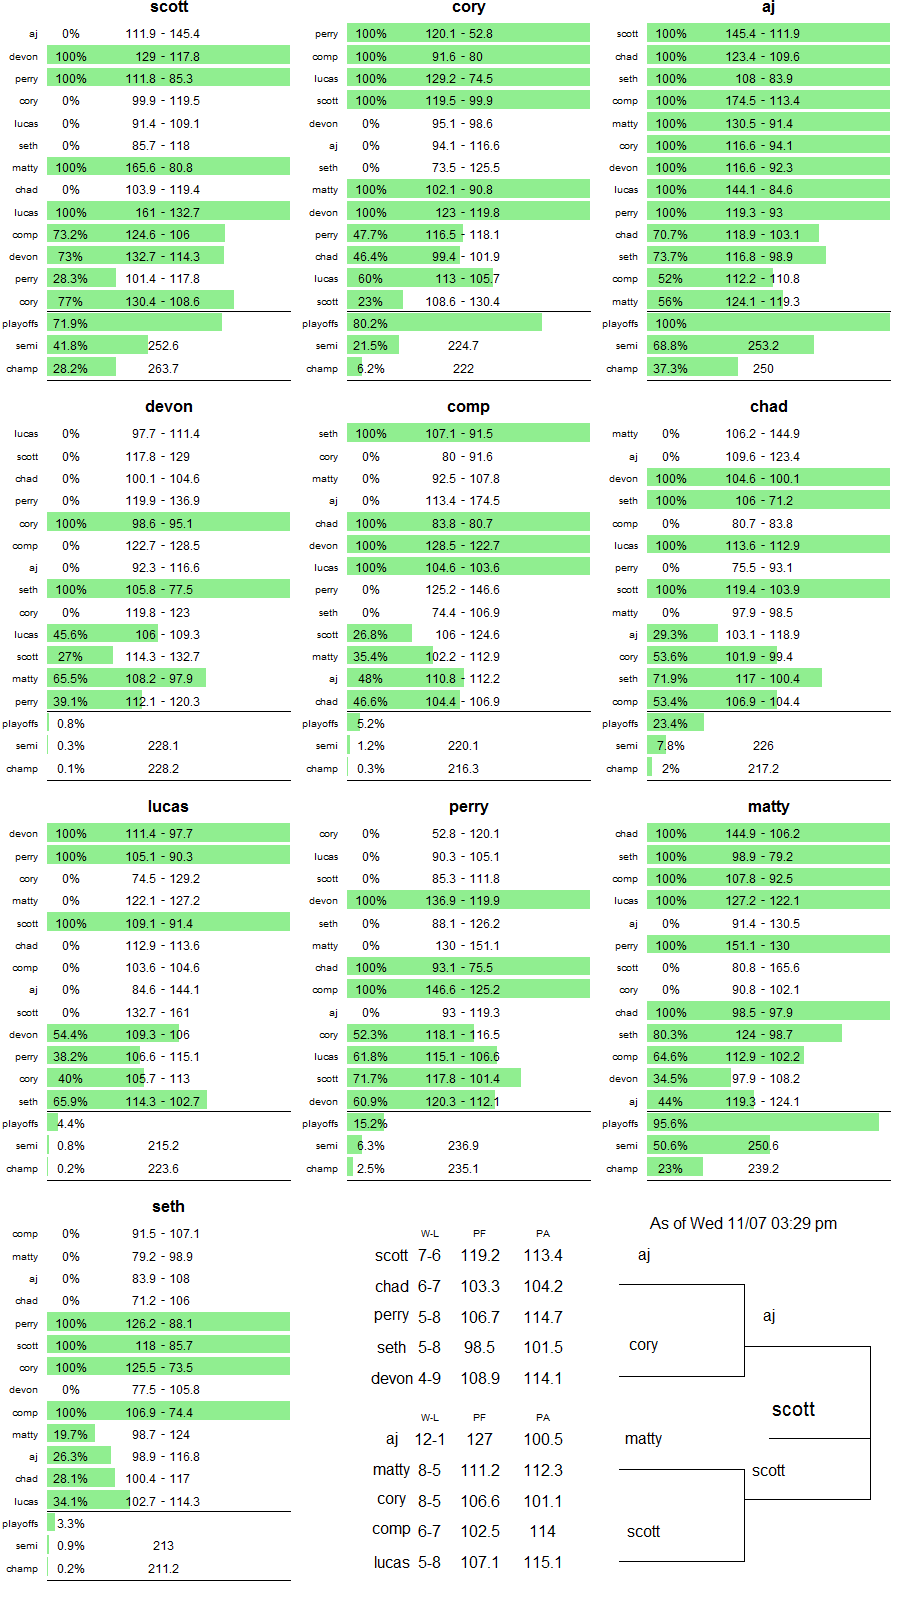 scott
aj 0% 111.9 - 145.4
devon 100% 129 - 117.8
perry 100% 111.8 - 85.3
cory 0% 99.9 - 119.5
lucas 0% 91.4 - 109.1
seth 0% 85.7 - 118
matty 100% 165.6 - 80.8
chad 0% 103.9 - 119.4
lucas 100% 161 - 132.7
comp 73.2% 124.6 - 106
devon 73% 132.7 - 114.3
perry 28.3% 101.4 - 117.8
cory 77% 130.4 - 108.6
playoffs 71.9%
semi 41.8% 252.6
champ 28.2% 263.7
cory
perry 100% 120.1 - 52.8
comp 100% 91.6 - 80
lucas 100% 129.2 - 74.5
scott 100% 119.5 - 99.9
devon 0% 95.1 - 98.6
aj 0% 94.1 - 116.6
seth 0% 73.5 - 125.5
matty 100% 102.1 - 90.8
devon 100% 123 - 119.8
perry 47.7% 116.5 - 118.1
chad 46.4% 99.4 - 101.9
lucas 60% 113 - 105.7
scott 23% 108.6 - 130.4
playoffs 80.2%
semi 21.5% 224.7
champ 6.2% 222
aj
scott 100% 145.4 - 111.9
chad 100% 123.4 - 109.6
seth 100% 108 - 83.9
comp 100% 174.5 - 113.4
matty 100% 130.5 - 91.4
cory 100% 116.6 - 94.1
devon 100% 116.6 - 92.3
lucas 100% 144.1 - 84.6
perry 100% 119.3 - 93
chad 70.7% 118.9 - 103.1
seth 73.7% 116.8 - 98.9
comp 52% 112.2 - 110.8
matty 56% 124.1 - 119.3
playoffs 100%
semi 68.8% 253.2
champ 37.3% 250
devon
lucas 0% 97.7 - 111.4
scott 0% 117.8 - 129
chad 0% 100.1 - 104.6
perry 0% 119.9 - 136.9
cory 100% 98.6 - 95.1
comp 0% 122.7 - 128.5
aj 0% 92.3 - 116.6
seth 100% 105.8 - 77.5
cory 0% 119.8 - 123
lucas 45.6% 106 - 109.3
scott 27% 114.3 - 132.7
matty 65.5% 108.2 - 97.9
perry 39.1% 112.1 - 120.3
playoffs 0.8%
semi 0.3% 228.1
champ 0.1% 228.2
comp
seth 100% 107.1 - 91.5
cory 0% 80 - 91.6
matty 0% 92.5 - 107.8
aj 0% 113.4 - 174.5
chad 100% 83.8 - 80.7
devon 100% 128.5 - 122.7
lucas 100% 104.6 - 103.6
perry 0% 125.2 - 146.6
seth 0% 74.4 - 106.9
scott 26.8% 106 - 124.6
matty 35.4% 102.2 - 112.9
aj 48% 110.8 - 112.2
chad 46.6% 104.4 - 106.9
playoffs 5.2%
semi 1.2% 220.1
champ 0.3% 216.3
chad
matty 0% 106.2 - 144.9
aj 0% 109.6 - 123.4
devon 100% 104.6 - 100.1
seth 100% 106 - 71.2
comp 0% 80.7 - 83.8
lucas 100% 113.6 - 112.9
perry 0% 75.5 - 93.1
scott 100% 119.4 - 103.9
matty 0% 97.9 - 98.5
aj 29.3% 103.1 - 118.9
cory 53.6% 101.9 - 99.4
seth 71.9% 117 - 100.4
comp 53.4% 106.9 - 104.4
playoffs 23.4%
semi 7.8% 226
champ 2% 217.2
lucas
devon 100% 111.4 - 97.7
perry 100% 105.1 - 90.3
cory 0% 74.5 - 129.2
matty 0% 122.1 - 127.2
scott 100% 109.1 - 91.4
chad 0% 112.9 - 113.6
comp 0% 103.6 - 104.6
aj 0% 84.6 - 144.1
scott 0% 132.7 - 161
devon 54.4% 109.3 - 106
perry 38.2% 106.6 - 115.1
cory 40% 105.7 - 113
seth 65.9% 114.3 - 102.7
playoffs 4.4%
semi 0.8% 215.2
champ 0.2% 223.6
perry
cory 0% 52.8 - 120.1
lucas 0% 90.3 - 105.1
scott 0% 85.3 - 111.8
devon 100% 136.9 - 119.9
seth 0% 88.1 - 126.2
matty 0% 130 - 151.1
chad 100% 93.1 - 75.5
comp 100% 146.6 - 125.2
aj 0% 93 - 119.3
cory 52.3% 118.1 - 116.5
lucas 61.8% 115.1 - 106.6
scott 71.7% 117.8 - 101.4
devon 60.9% 120.3 - 112.1
playoffs 15.2%
semi 6.3% 236.9
champ 2.5% 235.1
matty
chad 100% 144.9 - 106.2
seth 100% 98.9 - 79.2
comp 100% 107.8 - 92.5
lucas 100% 127.2 - 122.1
aj 0% 91.4 - 130.5
perry 100% 151.1 - 130
scott 0% 80.8 - 165.6
cory 0% 90.8 - 102.1
chad 100% 98.5 - 97.9
seth 80.3% 124 - 98.7
comp 64.6% 112.9 - 102.2
devon 34.5% 97.9 - 108.2
aj 44% 119.3 - 124.1
playoffs 95.6%
semi 50.6% 250.6
champ 23% 239.2
seth
comp 0% 91.5 - 107.1
matty 0% 79.2 - 98.9
aj 0% 83.9 - 108
chad 0% 71.2 - 106
perry 100% 126.2 - 88.1
scott 100% 118 - 85.7
cory 100% 125.5 - 73.5
devon 0% 77.5 - 105.8
comp 100% 106.9 - 74.4
matty 19.7% 98.7 - 124
aj 26.3% 98.9 - 116.8
chad 28.1% 100.4 - 117
lucas 34.1% 102.7 - 114.3
playoffs 3.3%
semi 0.9% 213
champ 0.2% 211.2
W-L PF PA
scott 7-6 119.2 113.4
chad 6-7 103.3 104.2
perry 5-8 106.7 114.7
seth 5-8 98.5 101.5
devon 4-9 108.9 114.1
W-L PF PA
aj 12-1 127 100.5
matty 8-5 111.2 112.3
cory 8-5 106.6 101.1
comp 6-7 102.5 114
lucas 5-8 107.1 115.1
As of Wed 11/07 03:29 pm
aj
aj
cory
scott
matty
scott
scott